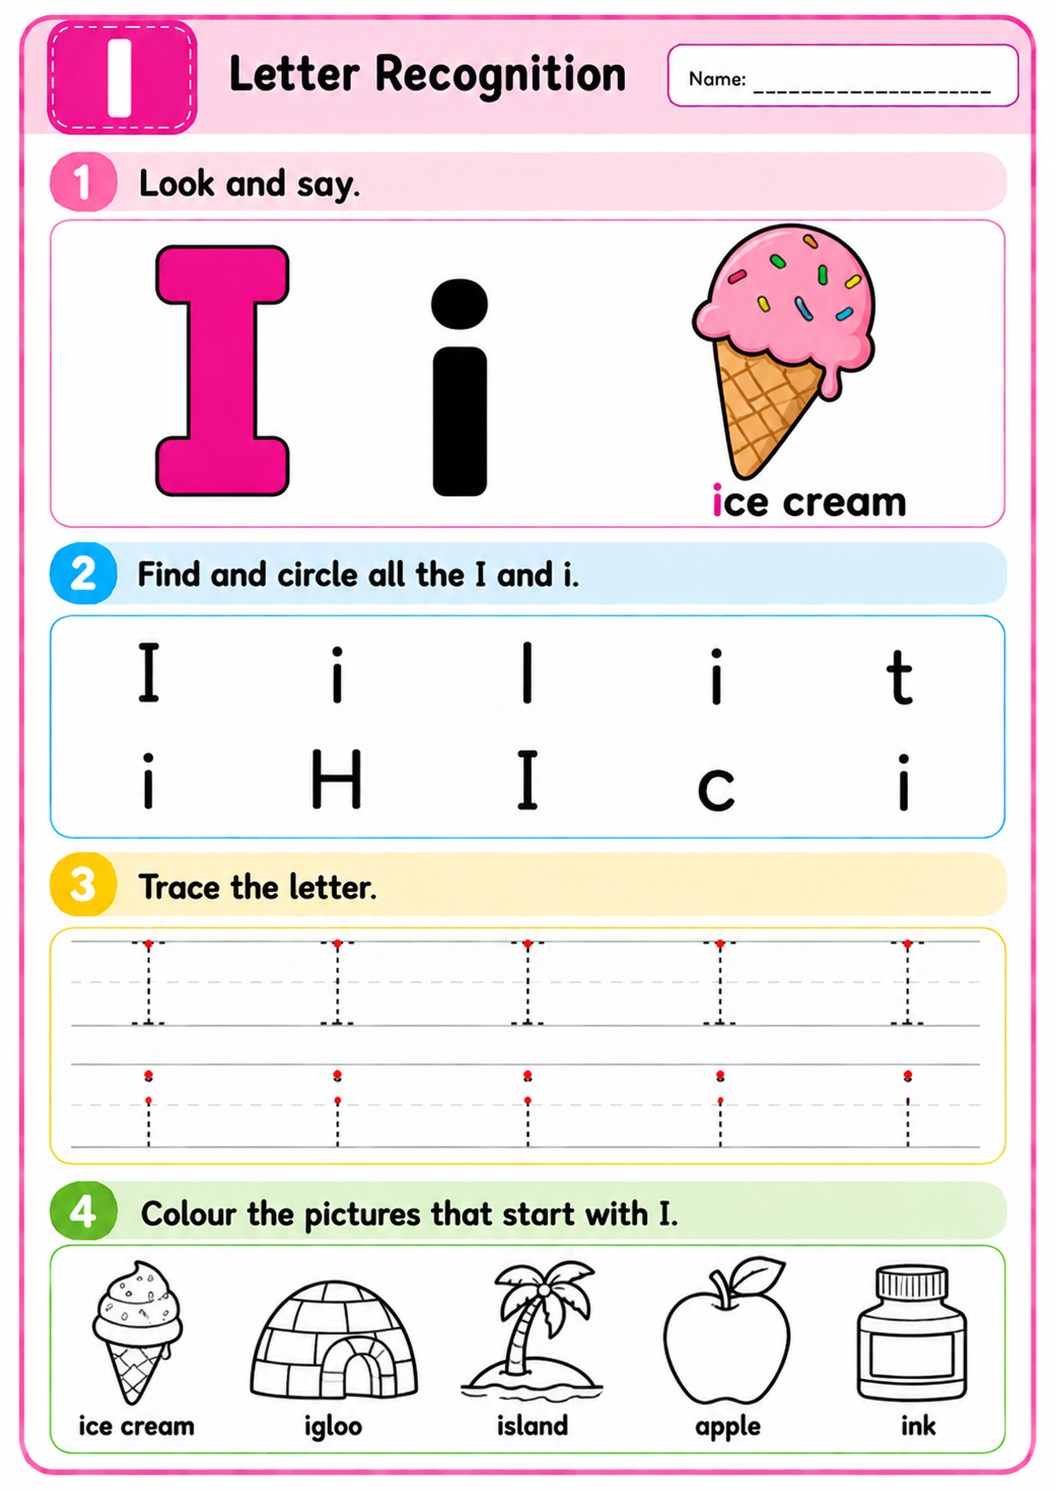 I
Letter Recognition
Name: ____________________
1 Look and say.
I i
ice cream
2 Find and circle all the I and i.
I i l i t
i H I c i
3 Trace the letter.
I I I I I
i i i i i
4 Colour the pictures that start with I.
ice cream igloo island apple ink